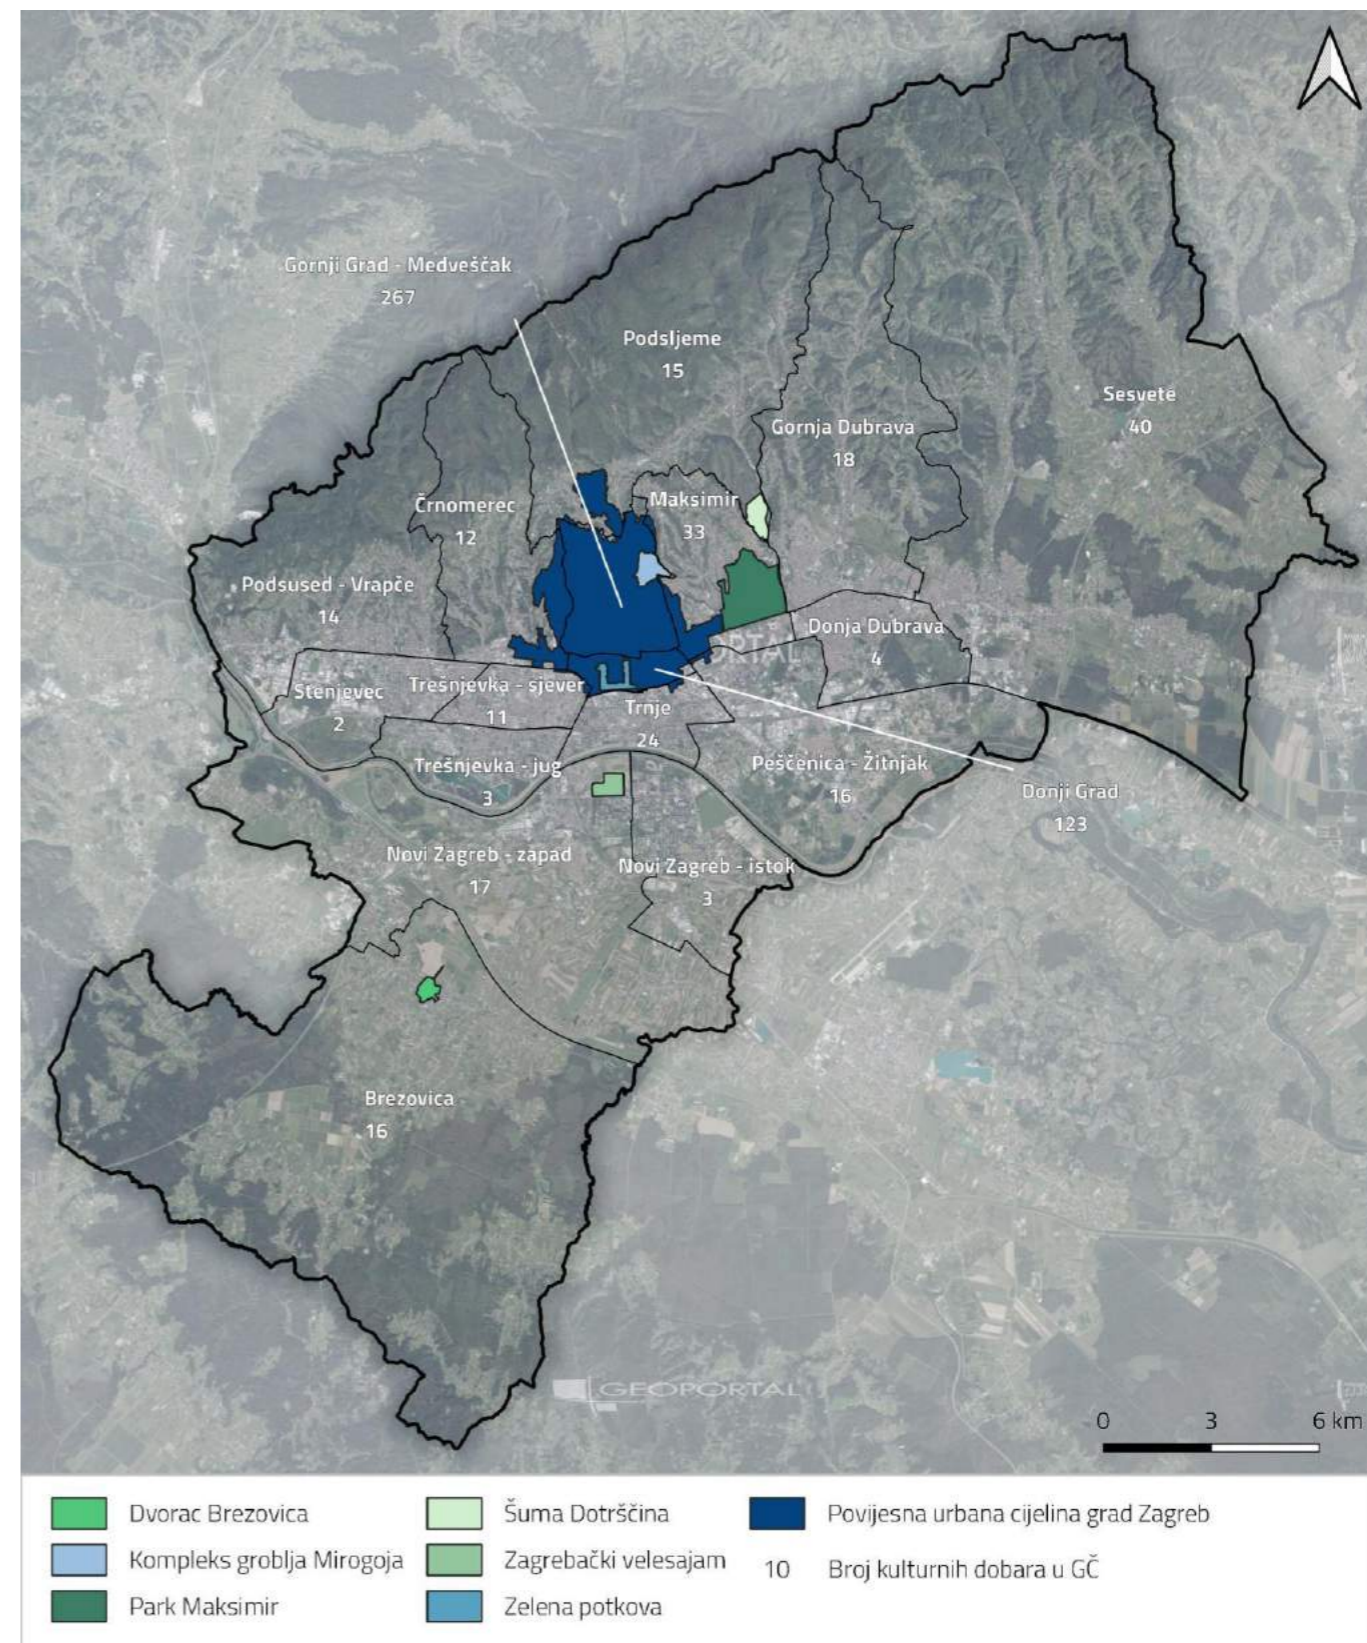 Gornji Grad - Medveščak
267
Podsljeme
15
Sesvete
40
Gornja Dubrava
18
Maksimir
33
Črnomerec
12
Podsused - Vrapče
14
Donja Dubrava
4
ORTAL
Stenjevec
2
Trešnjevka - sjever
11
Trnje
24
Trešnjevka - jug
3
Peščenica - Žitnjak
16
Donji Grad
123
Novi Zagreb - zapad
17
Novi Zagreb - istok
3
Brezovica
16
GEOPORTAL
0 3 6 km
Dvorac Brezovica
Kompleks groblja Mirogoja
Park Maksimir
Šuma Dotrščina
Zagrebački velesajam
Zelena potkova
Povijesna urbana cijelina grad Zagreb
10 Broj kulturnih dobara u GČ